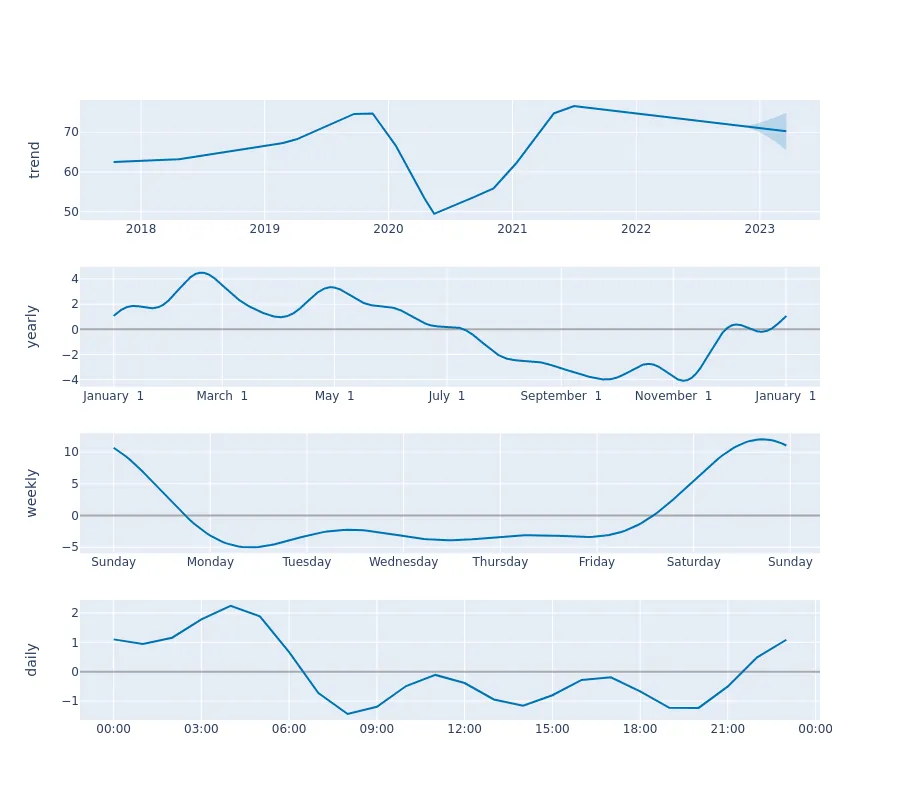 trend
70
60
50
2018 2019 2020 2021 2022 2023
yearly
4
2
0
−2
−4
January 1 March 1 May 1 July 1 September 1 November 1 January 1
weekly
10
5
0
−5
Sunday Monday Tuesday Wednesday Thursday Friday Saturday Sunday
daily
2
1
0
−1
00:00 03:00 06:00 09:00 12:00 15:00 18:00 21:00 00:00